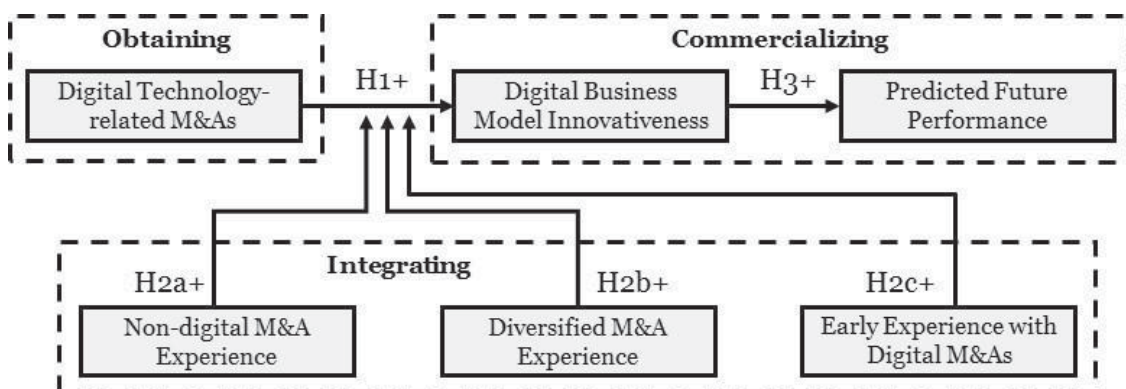 Obtaining
Commercializing
Digital Technology-
related M&As
H1+
Digital Business
Model Innovativeness
H3+
Predicted Future
Performance
Integrating
H2a+
H2b+
H2c+
Non-digital M&A
Experience
Diversified M&A
Experience
Early Experience with
Digital M&As